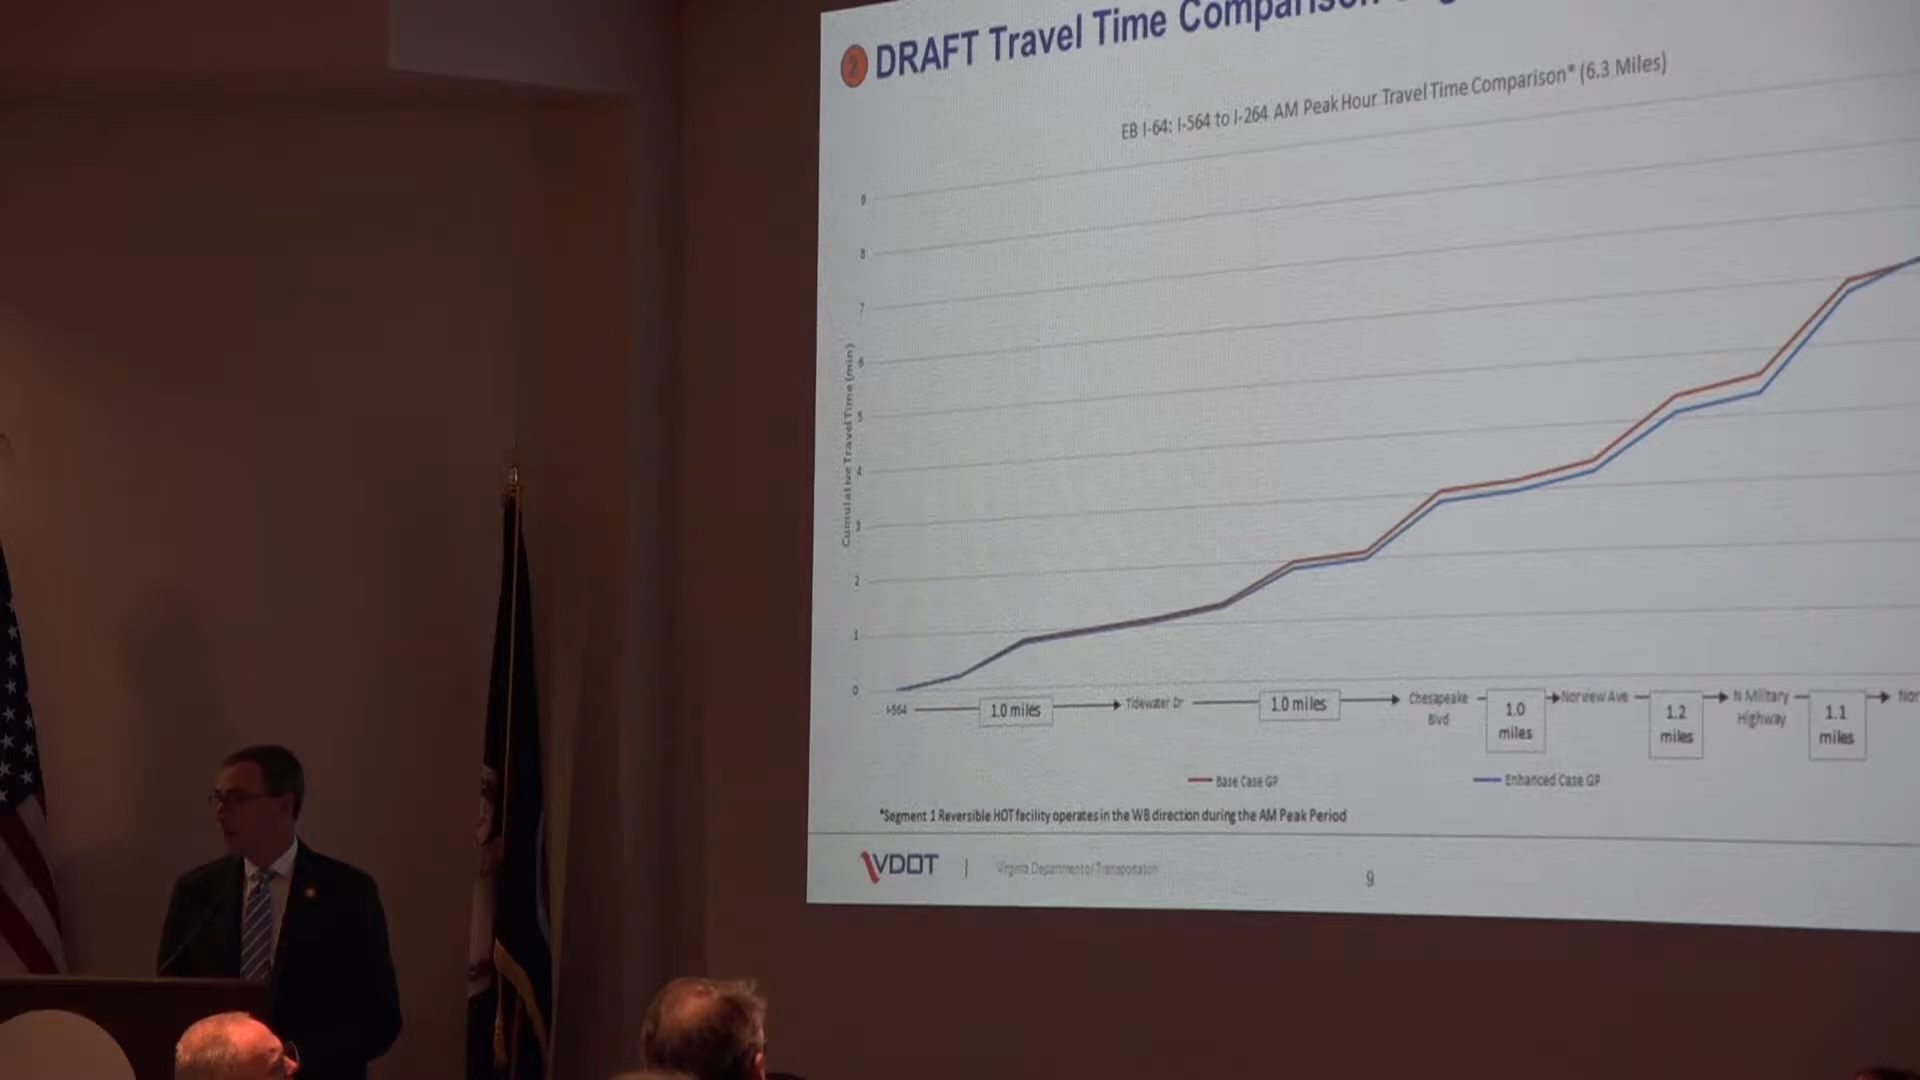 2 DRAFT Travel Time Comparison
EB I-64: I-564 to I-264 AM Peak Hour Travel Time Comparison* (6.3 Miles)
Cumulative Travel Time (min)
9
8
7
6
5
4
3
2
1
0
I-564
1.0 miles
Tidewater Dr
1.0 miles
Chesapeake
Blvd
1.0
miles
Norview Ave
1.2
miles
N Military
Highway
1.1
miles
Nor
Base Case GP
Enhanced Case GP
*Segment 1 Reversible HOT facility operates in the WB direction during the AM Peak Period
VDOT | Virginia Department of Transportation
9